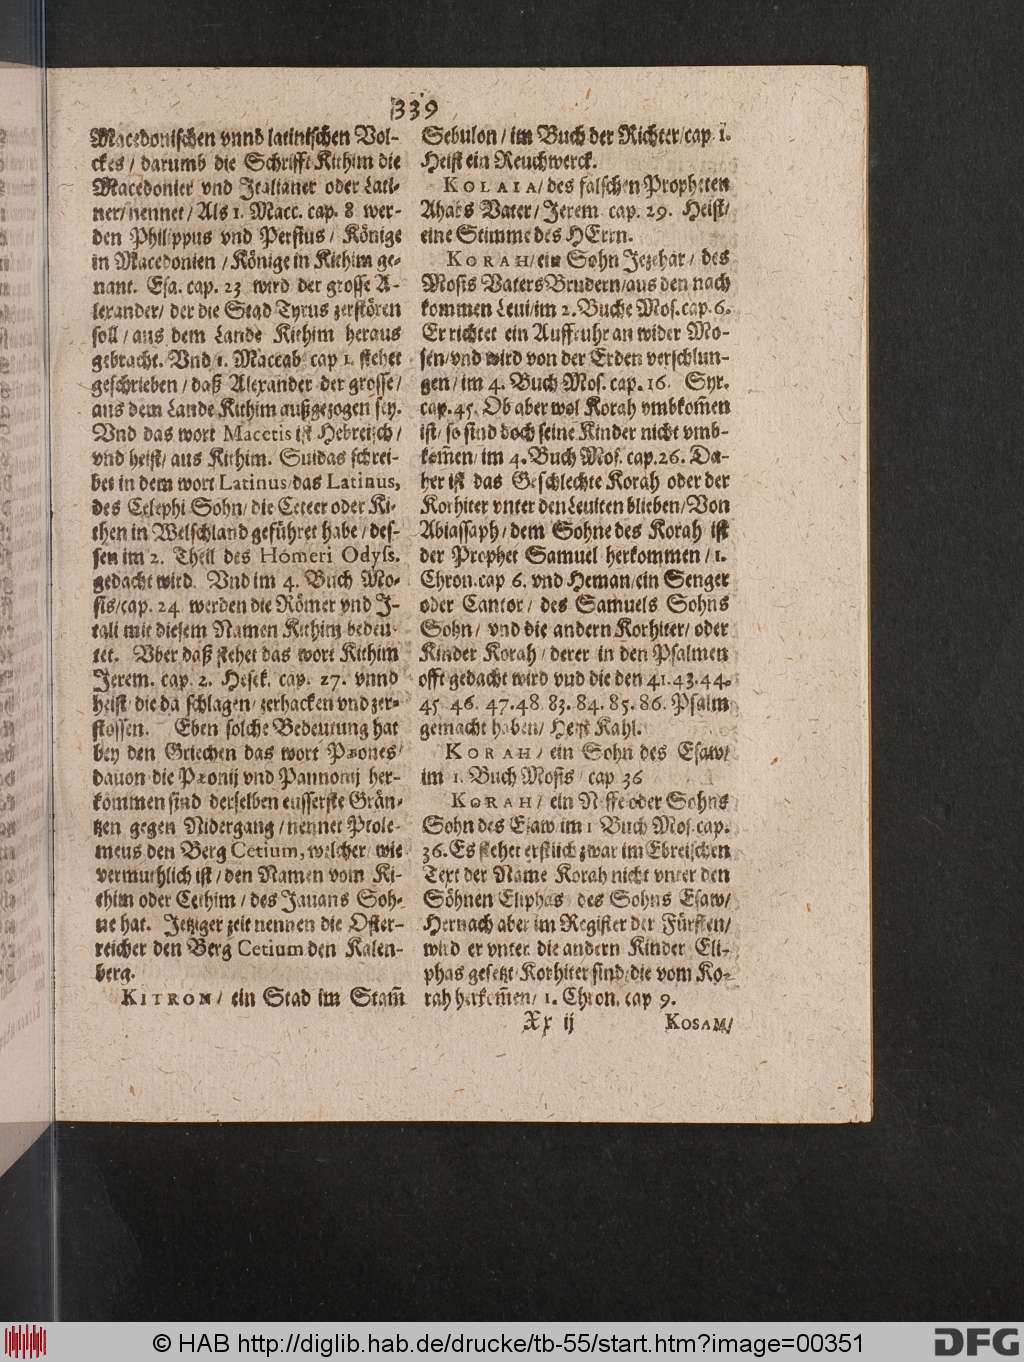 339
Macedonischen vnnd latinischen Vol-
ckes / darumb die Schrifft Kithim die
Macedonier vnd Italianer oder Lati-
ner / nennet / Als 1. Macc. cap. 8 wer-
den Philippus vnd Perseus / Könige
in Macedonien / Könige in Kithim ge-
nant. Esa. cap. 23 wird der grosse A-
lexander / der die Stad Tyrus zerstören
soll / aus dem Lande Kithim heraus
gebracht. Vnd 1. Maccab cap 1. stehet
geschrieben / daß Alexander der grosse /
aus dem Lande Kithim außgezogen sey.
Vnd das wort Macetis ist Hebreisch /
vnd heist / aus Kithim. Suidas schrei-
bet in dem wort Latinus / das Latinus,
des Celephi Sohn / die Ceteer oder Ki-
then in Welschland geführet habe / des-
sen im 2. Theil des Homeri Odyss.
gedacht wird. Vnd im 4. Buch Mo-
sis / cap. 24. werden die Römer vnd J-
tali mit diesem Namen Kithim bedeu-
tet. Vber daß stehet das wort Kithim
Jerem. cap. 2. Hesek. cap. 27. vnnd
heist / die da schlagen / zerhacken vnd zer-
stossen. Eben solche Bedeutung hat
bey den Griechen das wort Pæones /
dauon die Pæonij vnd Pannonij her-
kommen sind derselben eusserste Grän-
tzen gegen Nidergang / nennet Ptole-
meus den Berg Cetium, welcher / wie
vermuthlich ist / den Namen vom Ki-
thim oder Cethim / des Jauans Soh-
ne hat. Jetziger zeit nennen die Oster-
reicher den Berg Cetium den Kalen-
berg.
KITRON / ein Stad im Stam̃
Sebulon / im Buch der Richter / cap. 1.
Heist ein Reuchwerck.
KOLAIA / des falschen Propheten
Ahabs Vater / Jerem cap. 29. Heist /
eine Stimme des HErrn.
KORAH / ein Sohn Jezehar / des
Mosis Vaters Brudern / aus den nach
kommen Leui / im 2. Buche Mos. cap. 6.
Er richtet ein Auffruhr an wider Mo-
sen / vnd wird von der Erden verschlun-
gen / im 4. Buch Mos. cap. 16. Syr.
cap. 45. Ob aber wol Korah vmbkom̃en
ist / so sind doch seine Kinder nicht vmb-
kom̃en / im 4. Buch Mos. cap. 26. Da-
her ist das Geschlechte Korah oder der
Korhiter vnter den Leuiten blieben / Von
Abiassaph / dem Sohne des Korah ist
der Prophet Samuel herkommen / 1.
Chron. cap 6. vnd Heman / ein Senger
oder Cantor / des Samuels Sohns
Sohn / vnd die andern Korhiter / oder
Kinder Korah / derer in den Psalmen
offt gedacht wird vnd die den 41. 43. 44.
45 46. 47. 48 83. 84. 85. 86. Psalm
gemacht haben / Heist Kahl.
KORAH / ein Sohn des Esaw /
im 1. Buch Mosis / cap 36
KORAH / ein Neffe oder Sohns
Sohn des Esaw im 1 Buch Mos. cap.
36. Es stehet erstlich zwar im Ebreischen
Text der Name Korah nicht vnter den
Söhnen Eliphas des Sohns Esaw /
Hernach aber im Register der Fürsten /
wird er vnter die andern Kinder Eli-
phas gesetzt Korhiter sind / die vom Ko-
rah herkom̃en / 1. Chron. cap 9.
Xx ij KOSAM /
© HAB http://diglib.hab.de/drucke/tb-55/start.htm?image=00351 DFG